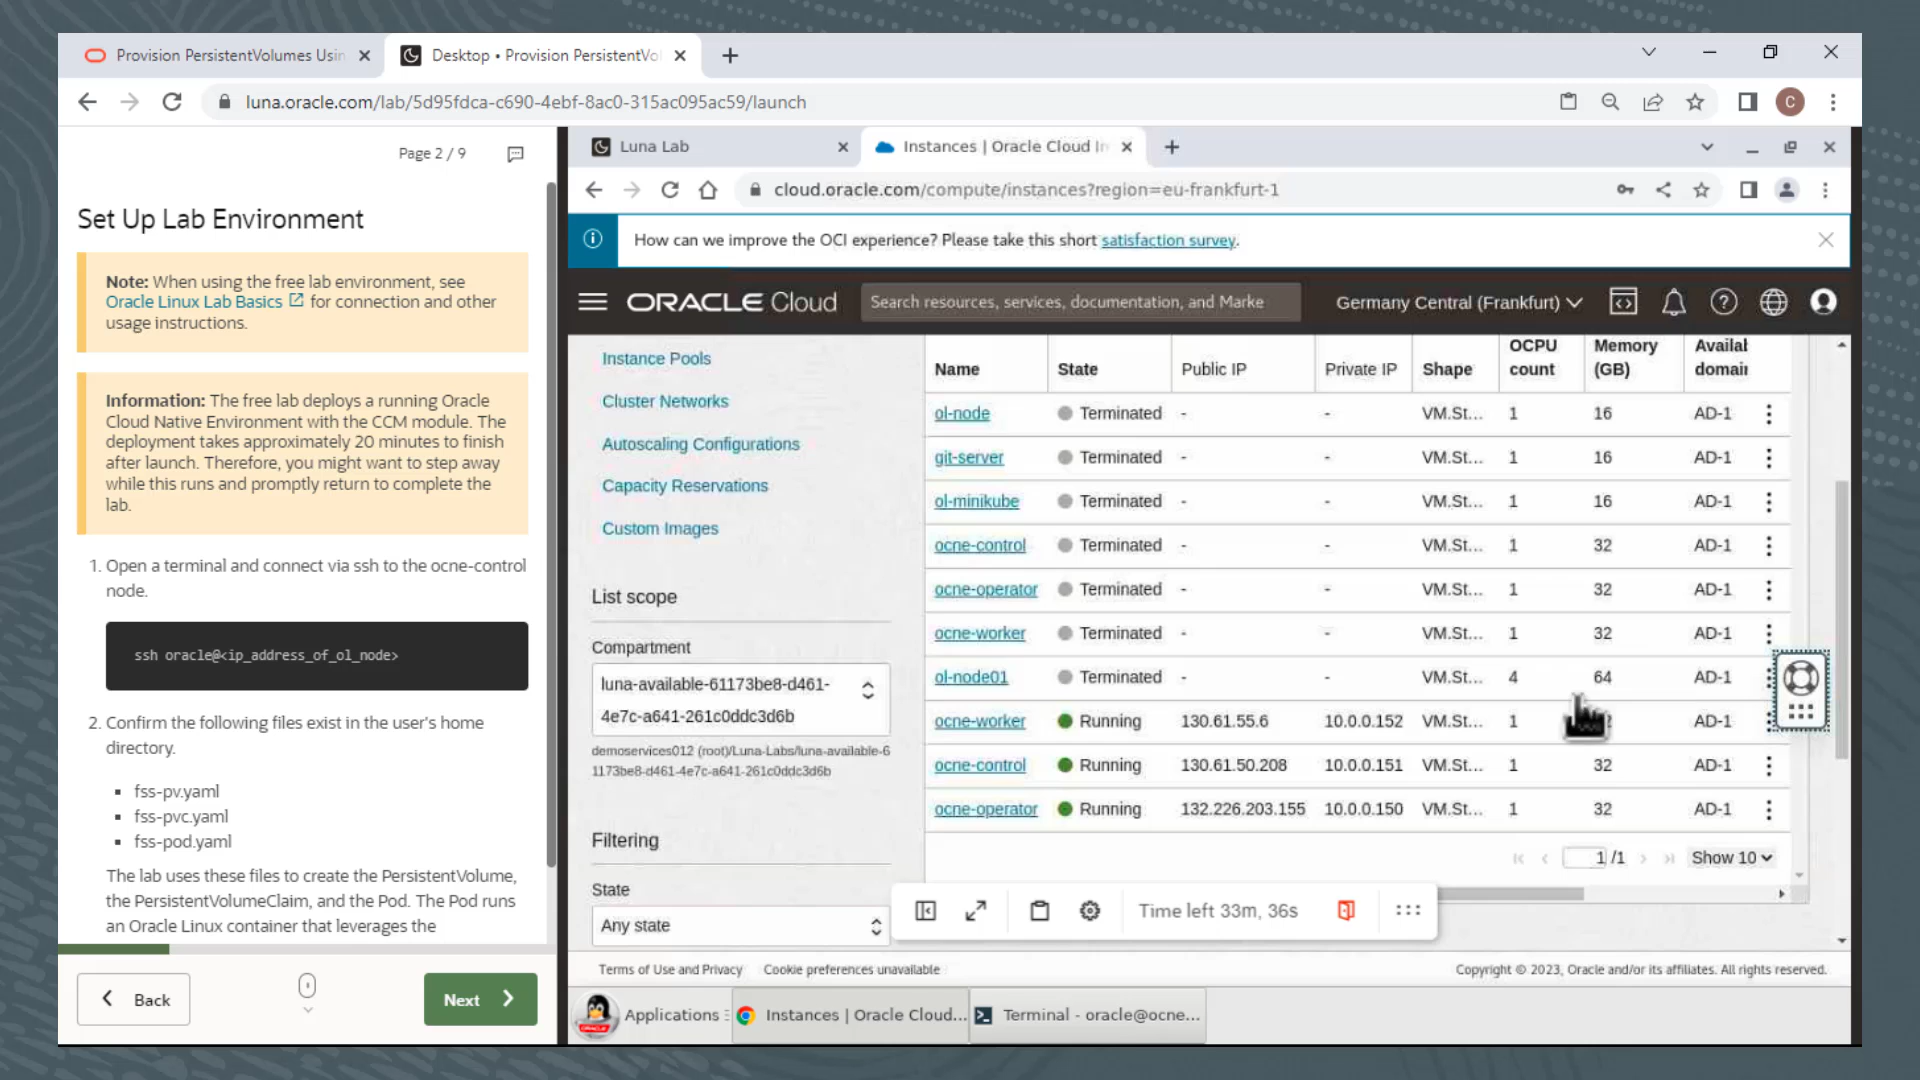 Provision PersistentVolumes Usin
Desktop • Provision PersistentVo
luna.oracle.com/lab/5d95fdca-c690-4ebf-8ac0-315ac095ac59/launch
C
Page 2 / 9
Set Up Lab Environment
Note: When using the free lab environment, see
Oracle Linux Lab Basics for connection and other
usage instructions.
Information: The free lab deploys a running Oracle
Cloud Native Environment with the CCM module. The
deployment takes approximately 20 minutes to finish
after launch. Therefore, you might want to step away
while this runs and promptly return to complete the
lab.
1. Open a terminal and connect via ssh to the ocne-control
node.
ssh oracle@<ip_address_of_ol_node>
2. Confirm the following files exist in the user's home
directory.
▪ fss-pv.yaml
▪ fss-pvc.yaml
▪ fss-pod.yaml
The lab uses these files to create the PersistentVolume,
the PersistentVolumeClaim, and the Pod. The Pod runs
an Oracle Linux container that leverages the
Back
Next
Luna Lab
Instances | Oracle Cloud In
cloud.oracle.com/compute/instances?region=eu-frankfurt-1
How can we improve the OCI experience? Please take this short satisfaction survey.
ORACLE Cloud
Search resources, services, documentation, and Marke
Germany Central (Frankfurt)
Instance Pools
Cluster Networks
Autoscaling Configurations
Capacity Reservations
Custom Images
List scope
Compartment
luna-available-61173be8-d461-
4e7c-a641-261c0ddc3d6b
demoservices012 (root)/Luna-Labs/luna-available-6
1173be8-d461-4e7c-a641-261c0ddc3d6b
Filtering
State
Any state
Name State Public IP Private IP Shape OCPU count Memory (GB) Availal domain
ol-node Terminated - - VM.St... 1 16 AD-1
git-server Terminated - - VM.St... 1 16 AD-1
ol-minikube Terminated - - VM.St... 1 16 AD-1
ocne-control Terminated - - VM.St... 1 32 AD-1
ocne-operator Terminated - - VM.St... 1 32 AD-1
ocne-worker Terminated - - VM.St... 1 32 AD-1
ol-node01 Terminated - - VM.St... 4 64 AD-1
ocne-worker Running 130.61.55.6 10.0.0.152 VM.St... 1 AD-1
ocne-control Running 130.61.50.208 10.0.0.151 VM.St... 1 32 AD-1
ocne-operator Running 132.226.203.155 10.0.0.150 VM.St... 1 32 AD-1
1 /1 Show 10
Time left 33m, 36s
Terms of Use and Privacy Cookie preferences unavailable
Copyright © 2023, Oracle and/or its affiliates. All rights reserved.
ORACLE
Applications
Instances | Oracle Cloud...
Terminal - oracle@ocne...